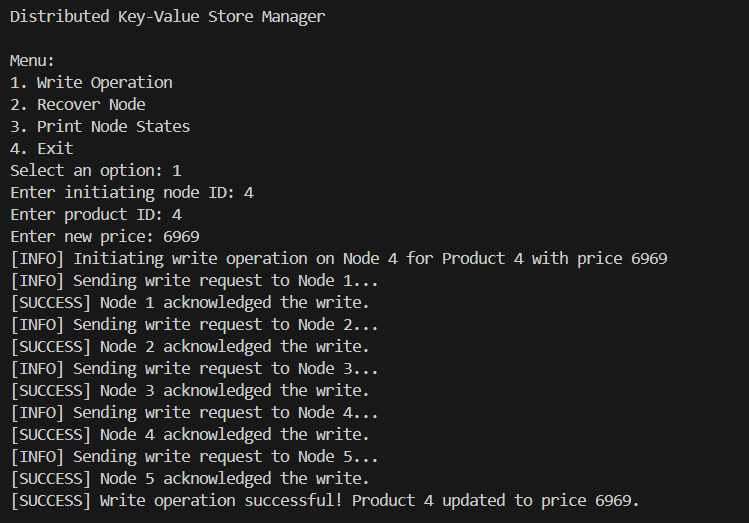 Distributed Key-Value Store Manager
Menu:
1. Write Operation
2. Recover Node
3. Print Node States
4. Exit
Select an option: 1
Enter initiating node ID: 4
Enter product ID: 4
Enter new price: 6969
[INFO] Initiating write operation on Node 4 for Product 4 with price 6969
[INFO] Sending write request to Node 1...
[SUCCESS] Node 1 acknowledged the write.
[INFO] Sending write request to Node 2...
[SUCCESS] Node 2 acknowledged the write.
[INFO] Sending write request to Node 3...
[SUCCESS] Node 3 acknowledged the write.
[INFO] Sending write request to Node 4...
[SUCCESS] Node 4 acknowledged the write.
[INFO] Sending write request to Node 5...
[SUCCESS] Node 5 acknowledged the write.
[SUCCESS] Write operation successful! Product 4 updated to price 6969.